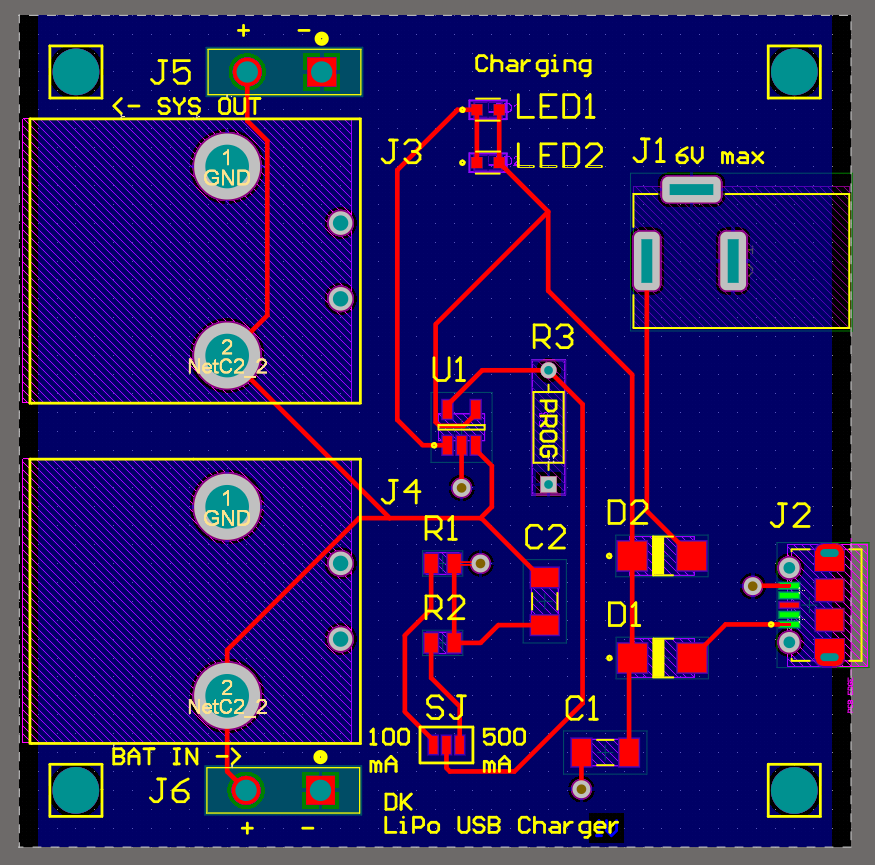 + -
J5
<- SYS OUT
Charging
LED1
J3
LED2
J1 6V max
1
GND
2
NetC2_2
R3
U1
PROG
1
GND
J4
D2
J2
R1
C2
R2
D1
2
NetC2_2
SJ
C1
100 mA
500 mA
BAT IN ->
J6
+ -
DK
LiPo USB Charger